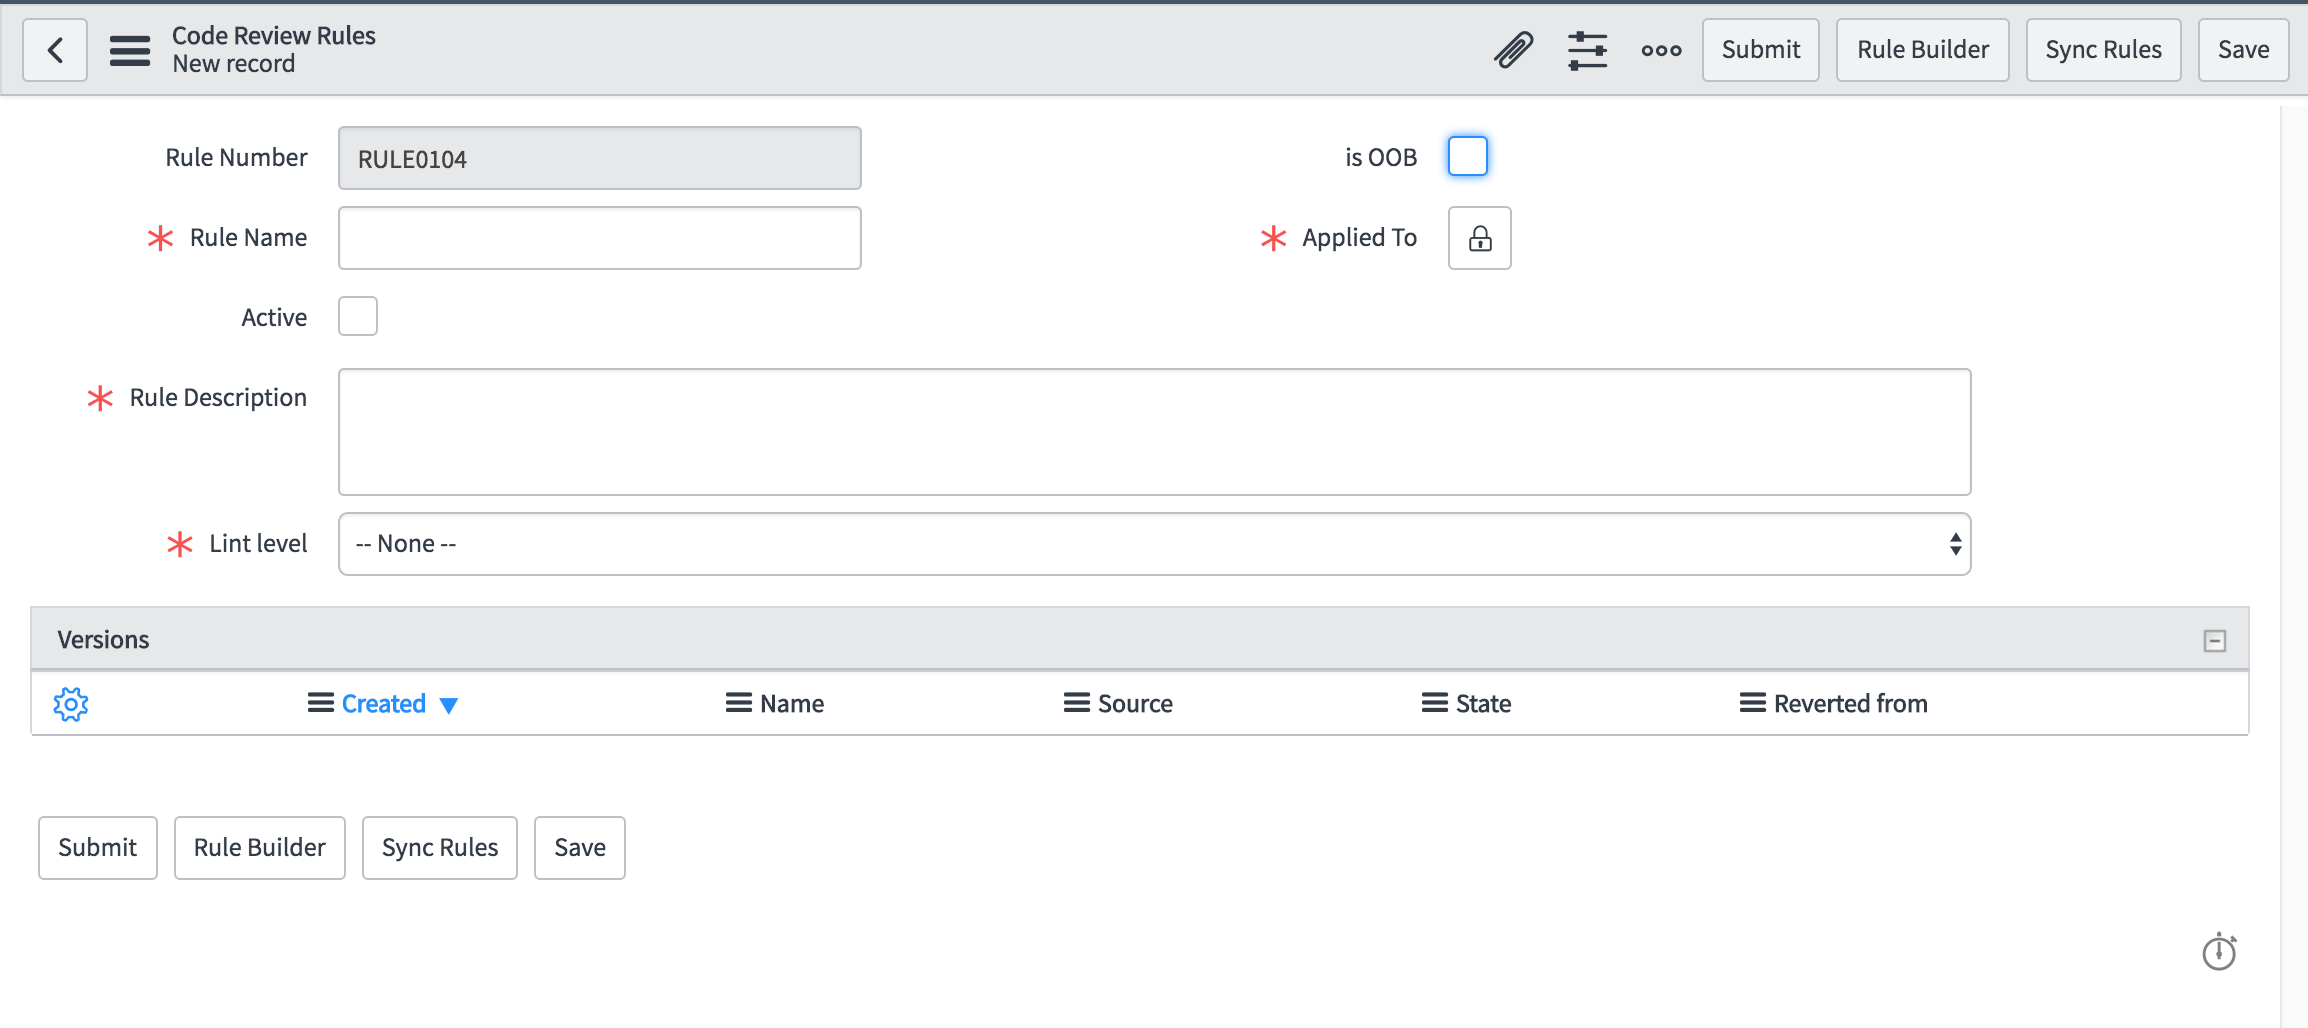 Code Review Rules
New record
Submit
Rule Builder
Sync Rules
Save
Rule Number
RULE0104
is OOB
Rule Name
Applied To
Active
Rule Description
Lint level
-- None --
Versions
Created
Name
Source
State
Reverted from
Submit
Rule Builder
Sync Rules
Save